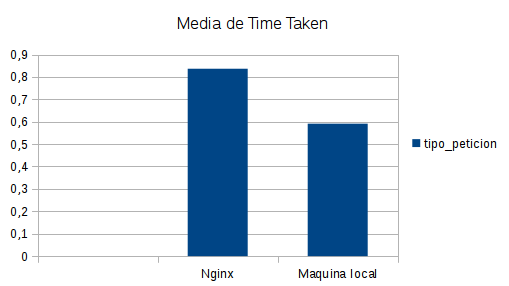 Media de Time Taken
0,9
0,8
0,7
0,6
0,5
0,4
0,3
0,2
0,1
0
Nginx
Maquina local
tipo_peticion